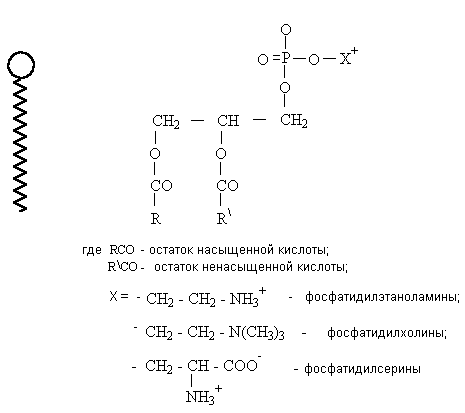 O
O =P – O – X⁺
O
CH₂ – CH – CH₂
O O
CO CO
R R\
где RCO - остаток насыщенной кислоты;
R\CO - остаток ненасыщенной кислоты;
X = - CH₂ - CH₂ - NH₃⁺ - фосфатидилэтаноламины;
- CH₂ - CH₂ - N(CH₃)₃ - фосфатидилхолины;
- CH₂ - CH - COO⁻ - фосфатидилсерины
NH₃⁺